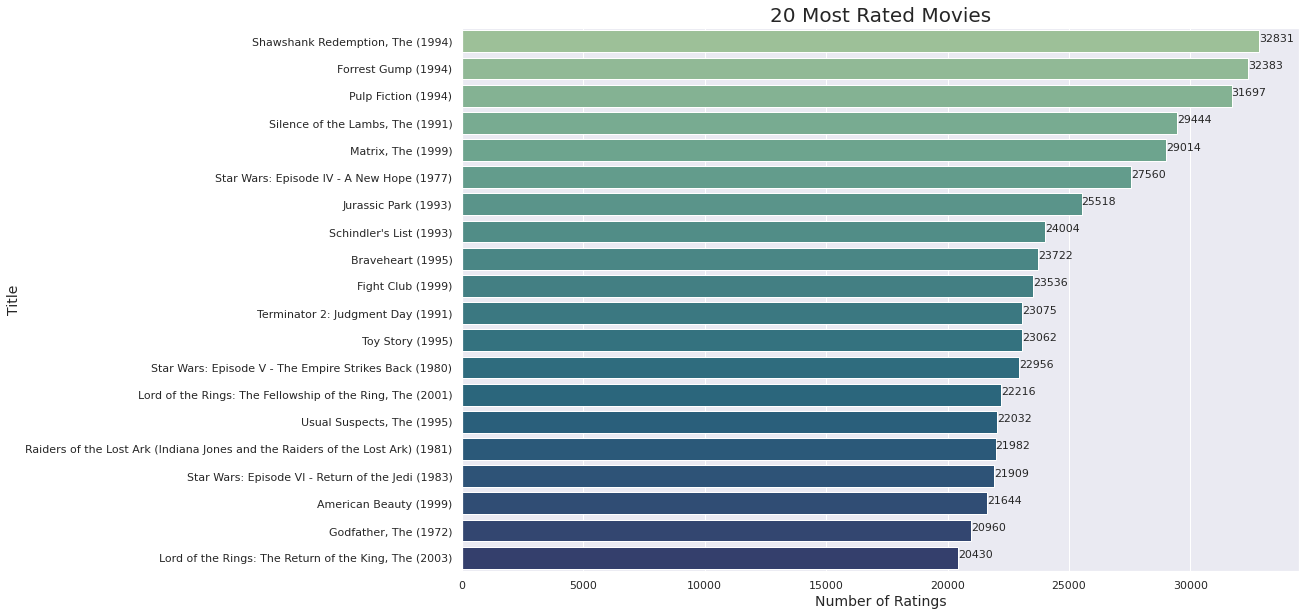 20 Most Rated Movies
Title
Shawshank Redemption, The (1994) 32831
Forrest Gump (1994) 32383
Pulp Fiction (1994) 31697
Silence of the Lambs, The (1991) 29444
Matrix, The (1999) 29014
Star Wars: Episode IV - A New Hope (1977) 27560
Jurassic Park (1993) 25518
Schindler's List (1993) 24004
Braveheart (1995) 23722
Fight Club (1999) 23536
Terminator 2: Judgment Day (1991) 23075
Toy Story (1995) 23062
Star Wars: Episode V - The Empire Strikes Back (1980) 22956
Lord of the Rings: The Fellowship of the Ring, The (2001) 22216
Usual Suspects, The (1995) 22032
Raiders of the Lost Ark (Indiana Jones and the Raiders of the Lost Ark) (1981) 21982
Star Wars: Episode VI - Return of the Jedi (1983) 21909
American Beauty (1999) 21644
Godfather, The (1972) 20960
Lord of the Rings: The Return of the King, The (2003) 20430
0 5000 10000 15000 20000 25000 30000
Number of Ratings